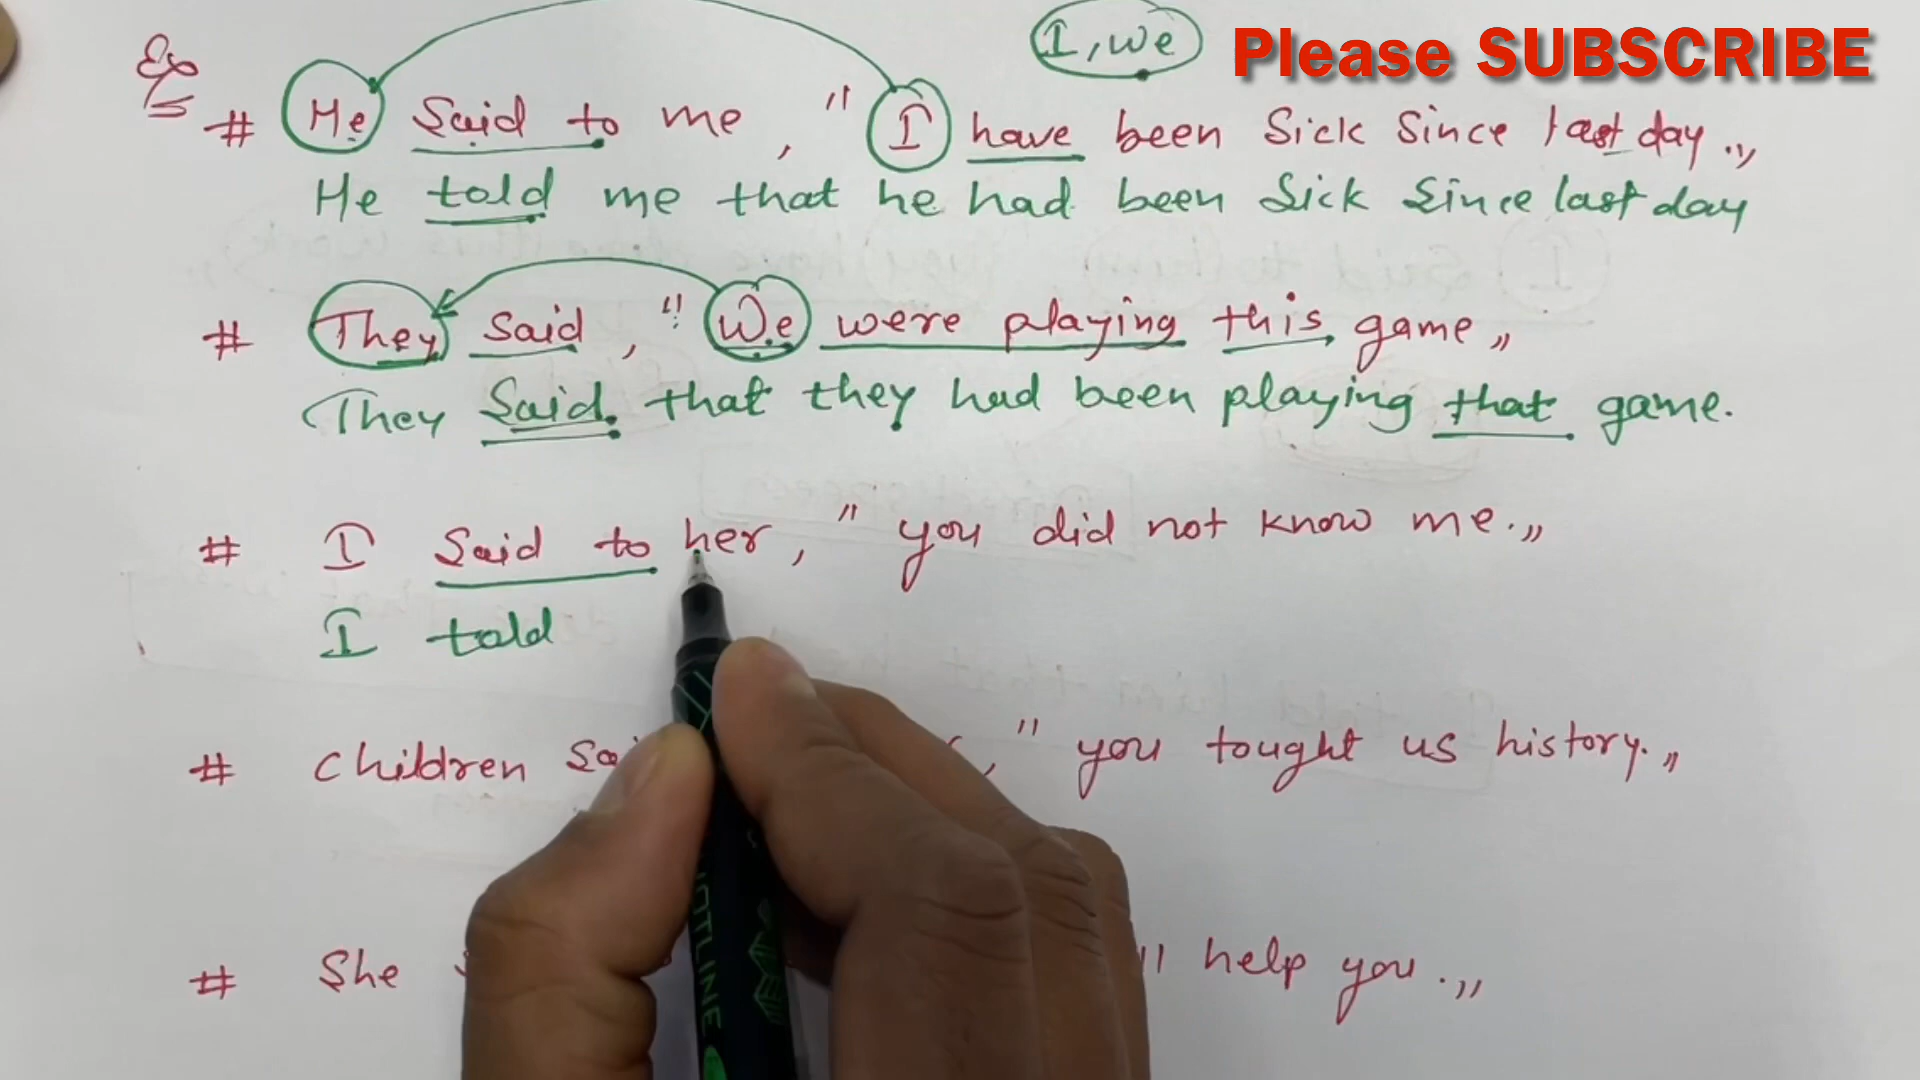 I, we Please SUBSCRIBE
Ex
# He Said to me, "I have been Sick Since last day.,,
He told me that he had been Sick Since last day
# They said, "We were playing this game,,
They Said that they had been playing that game.
# I Said to her, "you did not know me.,,
I told
# children "you tought us history.,,
# She help you.,,